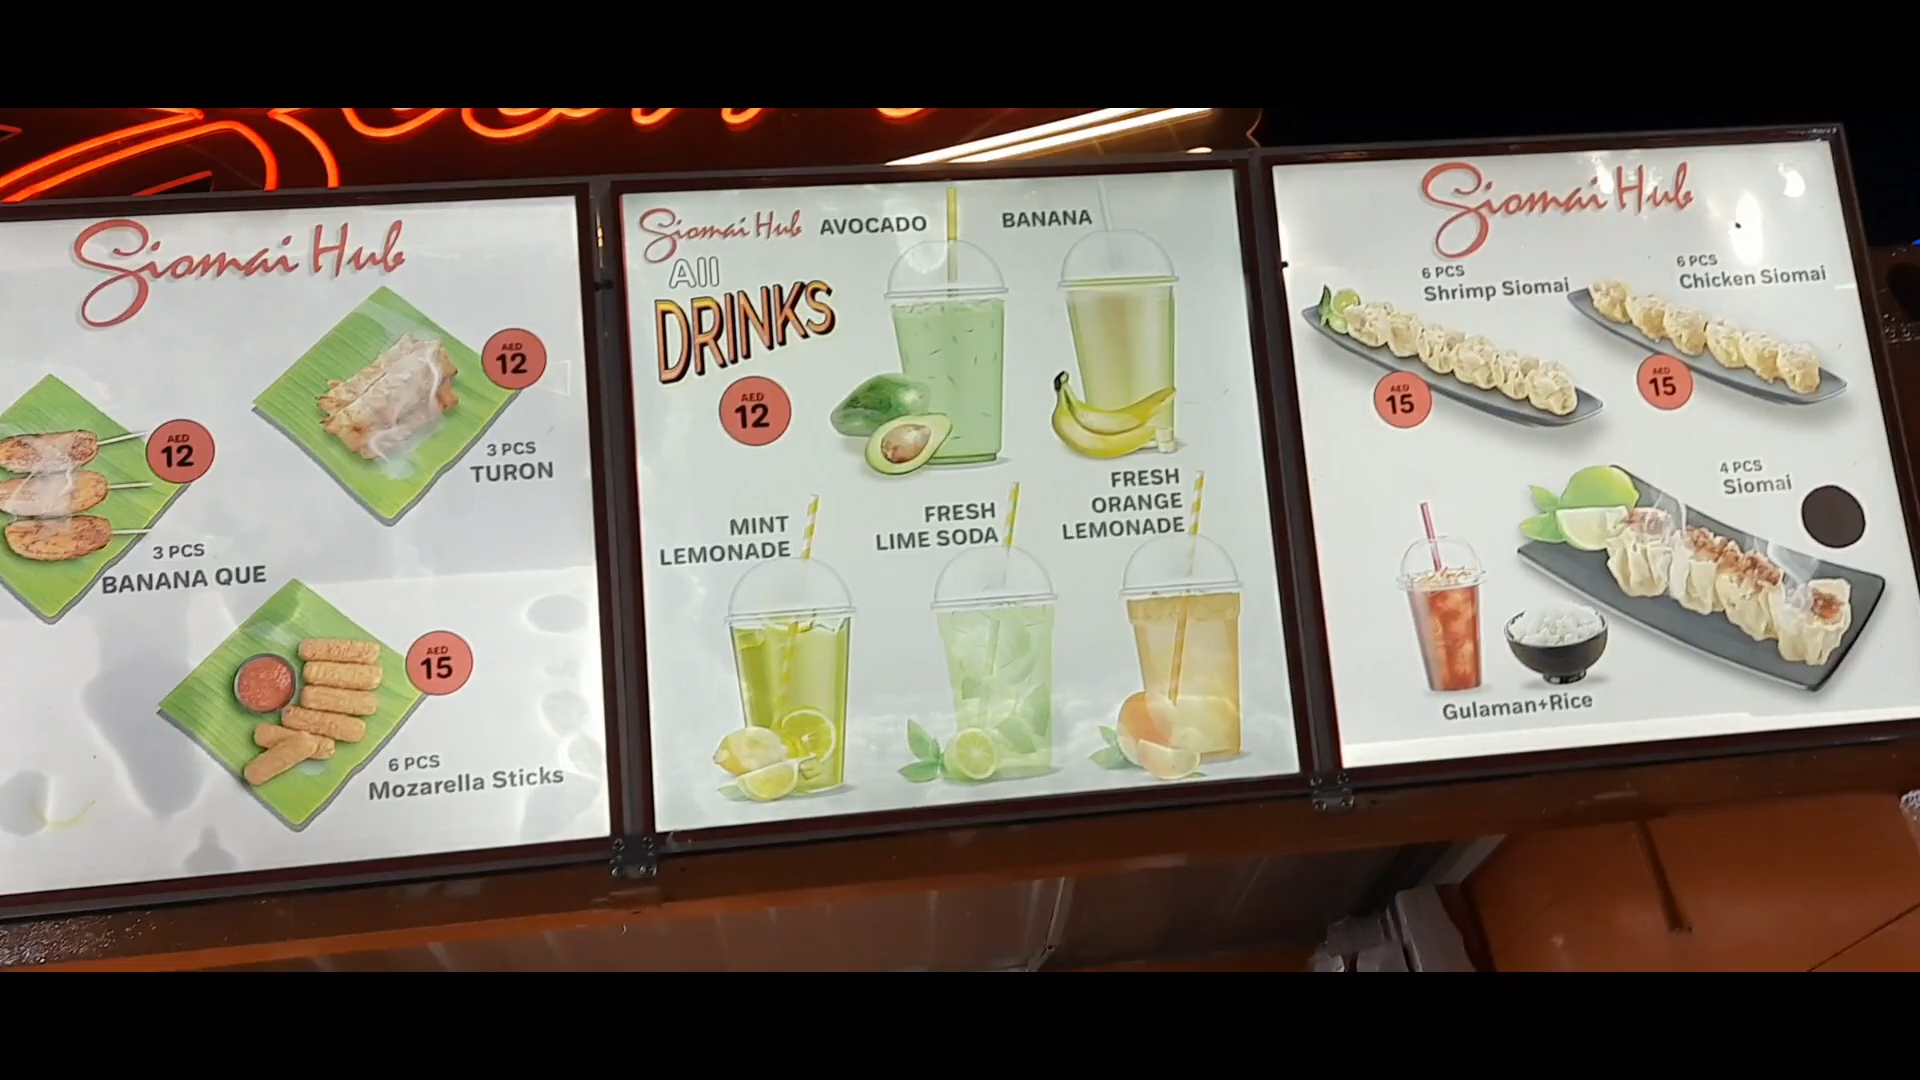 Siomai Hub
AED
12
3 PCS
TURON
AED
12
3 PCS
BANANA QUE
AED
15
6 PCS
Mozarella Sticks
Siomai Hub
All
DRINKS
AED
12
AVOCADO
BANANA
MINT
LEMONADE
FRESH
LIME SODA
FRESH
ORANGE
LEMONADE
Siomai Hub
6 PCS
Shrimp Siomai
AED
15
6 PCS
Chicken Siomai
AED
15
4 PCS
Siomai
Gulaman+Rice